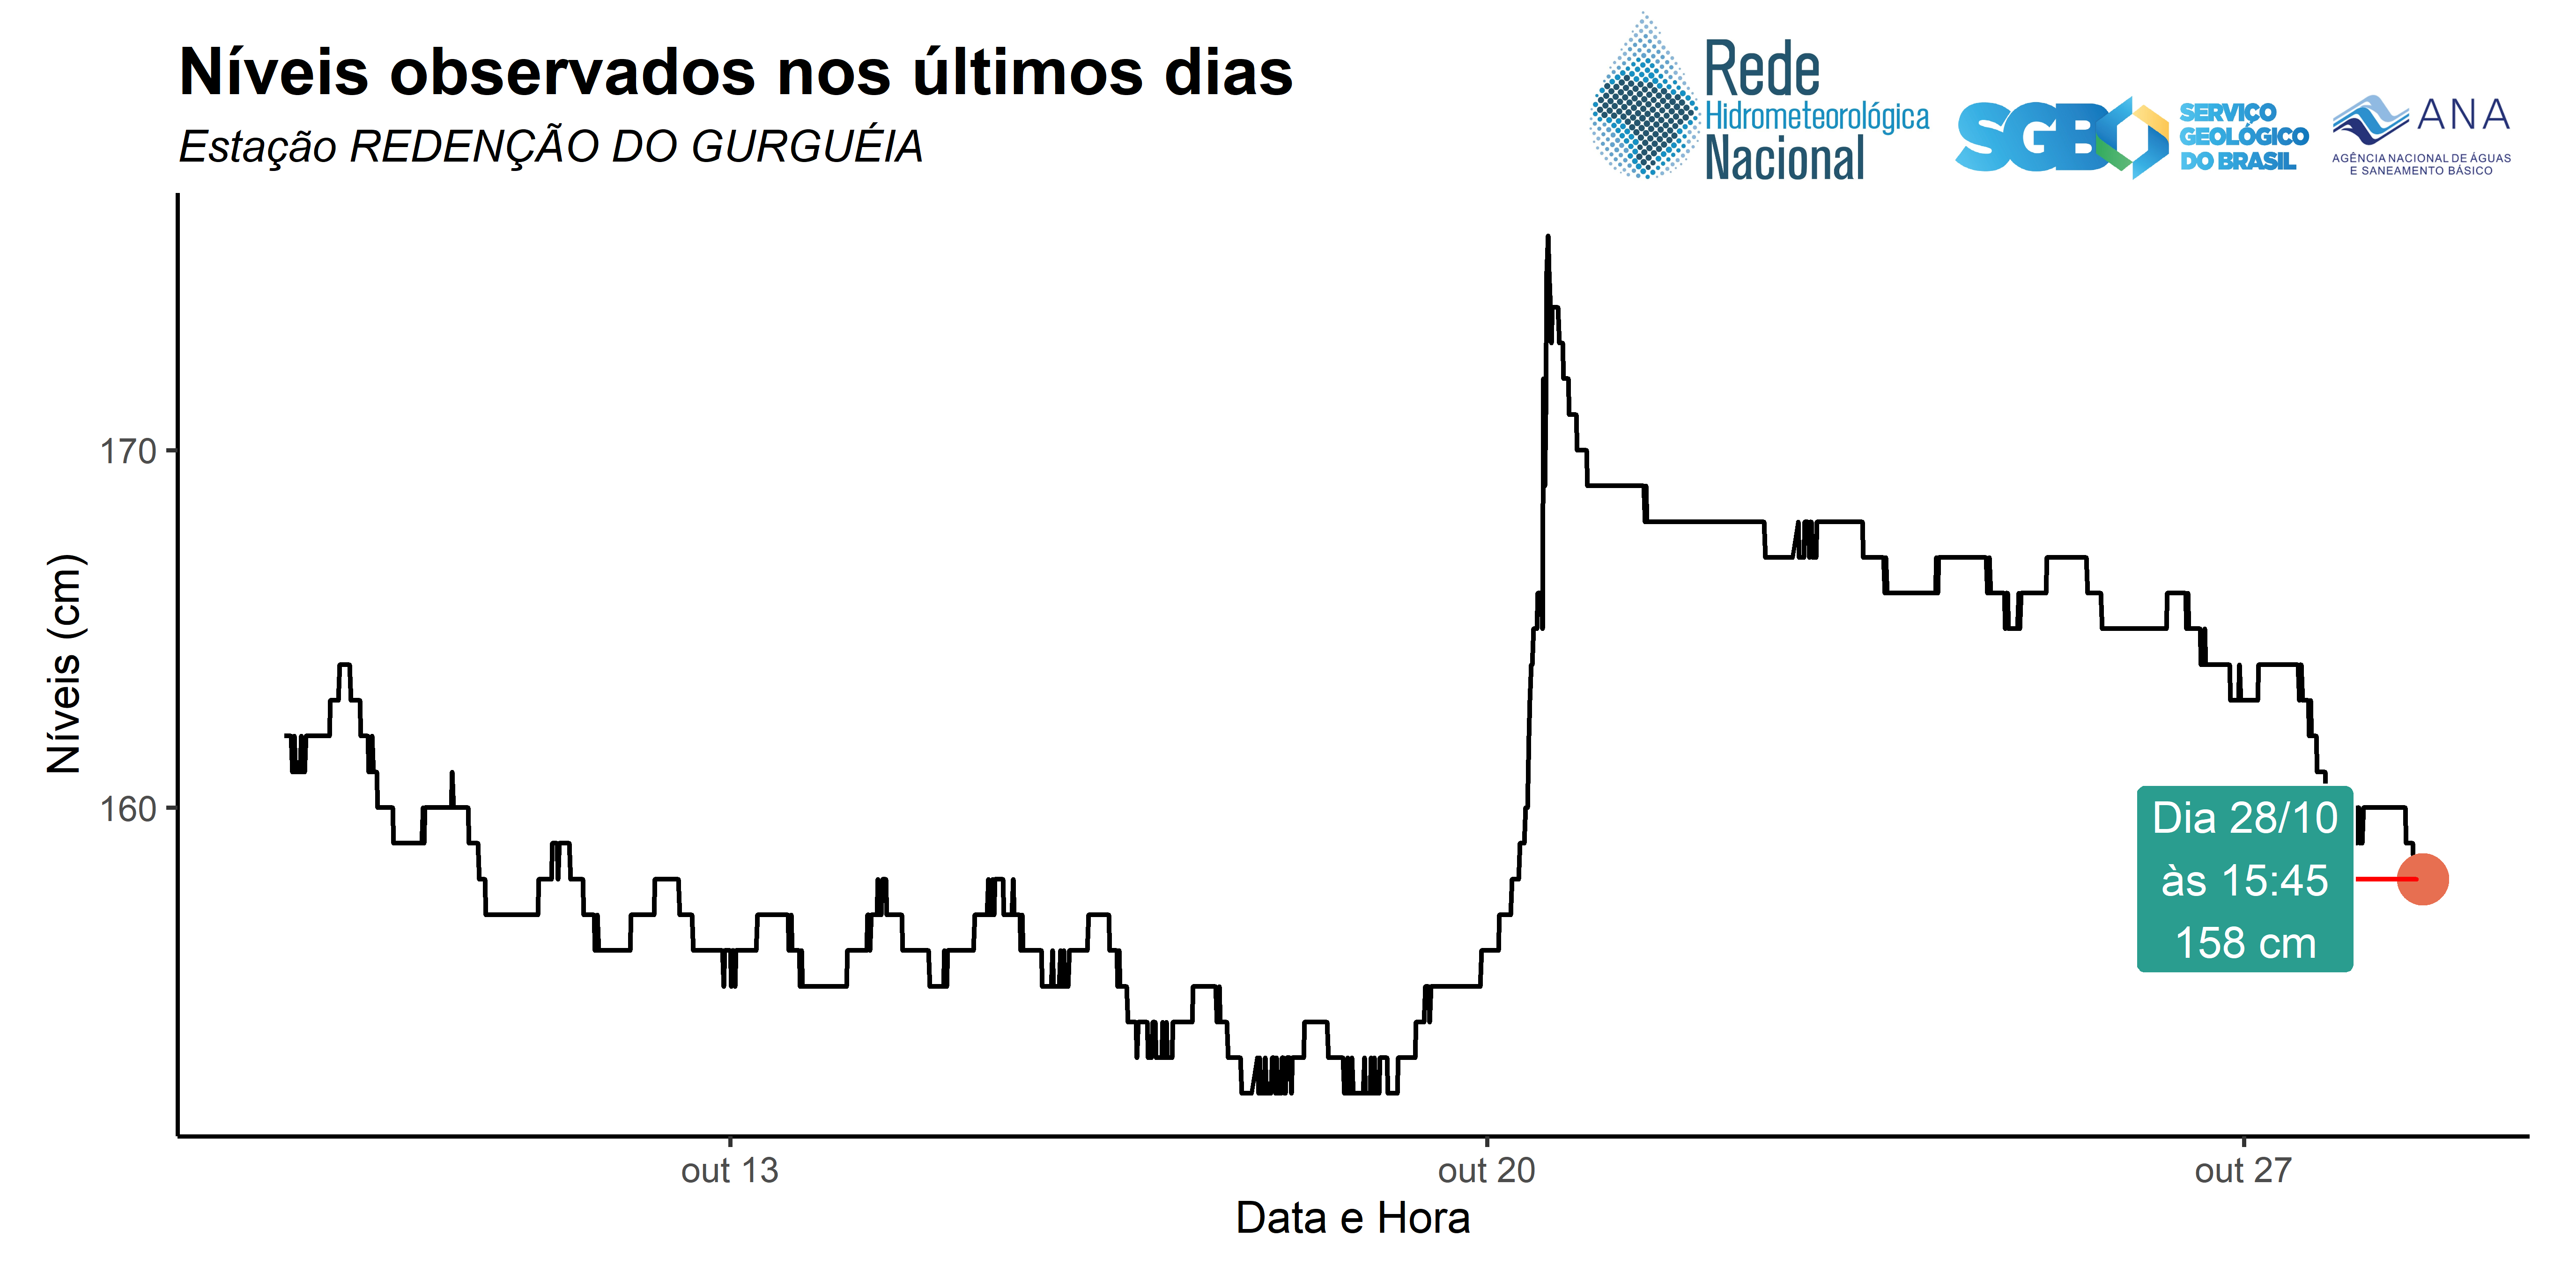 Níveis observados nos últimos dias
Estação REDENÇÃO DO GURGUÉIA
Rede
Hidrometeorológica
Nacional
SGB
SERVIÇO
GEOLÓGICO
DO BRASIL
ANA
AGÊNCIA NACIONAL DE ÁGUAS
E SANEAMENTO BÁSICO
Níveis (cm)
170
160
Dia 28/10
às 15:45
158 cm
out 13
out 20
out 27
Data e Hora